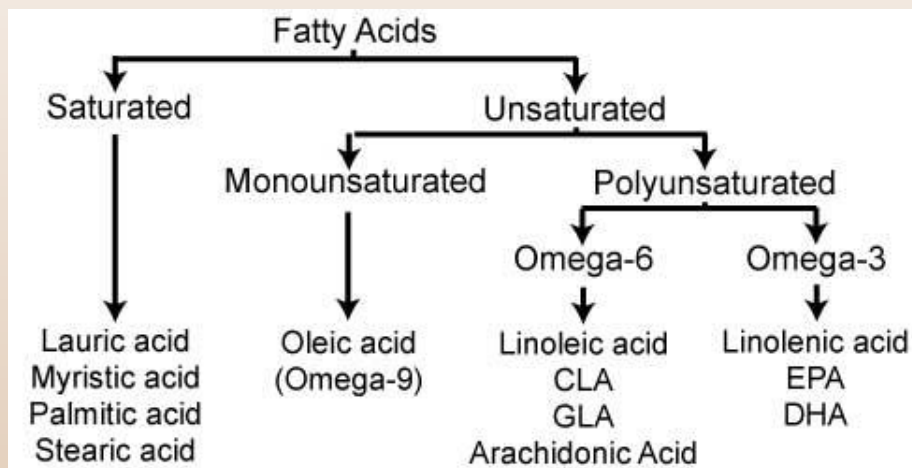 Fatty Acids
Saturated
Unsaturated
Monounsaturated
Polyunsaturated
Omega-6
Omega-3
Lauric acid
Myristic acid
Palmitic acid
Stearic acid
Oleic acid
(Omega-9)
Linoleic acid
CLA
GLA
Arachidonic Acid
Linolenic acid
EPA
DHA